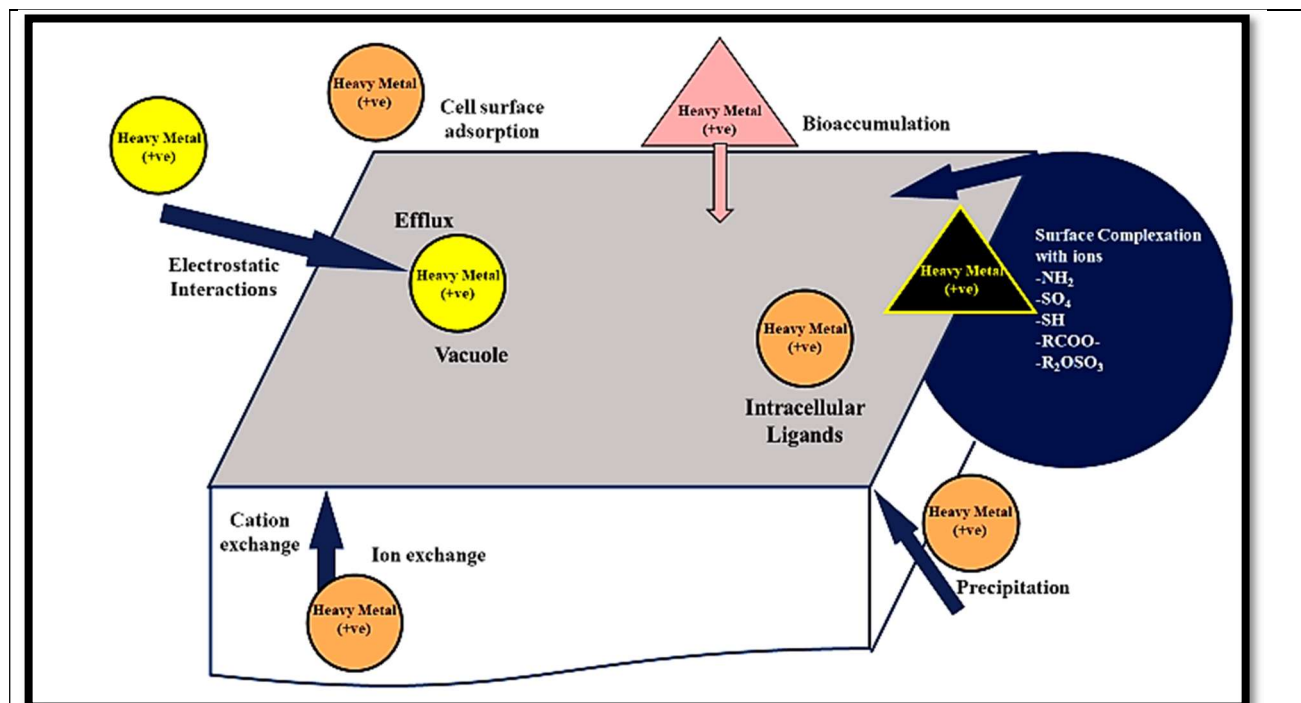 Heavy Metal
(+ve)
Cell surface
adsorption
Heavy Metal
(+ve)
Bioaccumulation
Heavy Metal
(+ve)
Electrostatic
Interactions
Efflux
Heavy Metal
(+ve)
Vacuole
Heavy Metal
(+ve)
Intracellular
Ligands
Heavy Metal
(+ve)
Surface Complexation
with ions
-NH₂
-SO₄
-SH
-RCOO-
-R₂OSO₃
Cation
exchange
Ion exchange
Heavy Metal
(+ve)
Heavy Metal
(+ve)
Precipitation